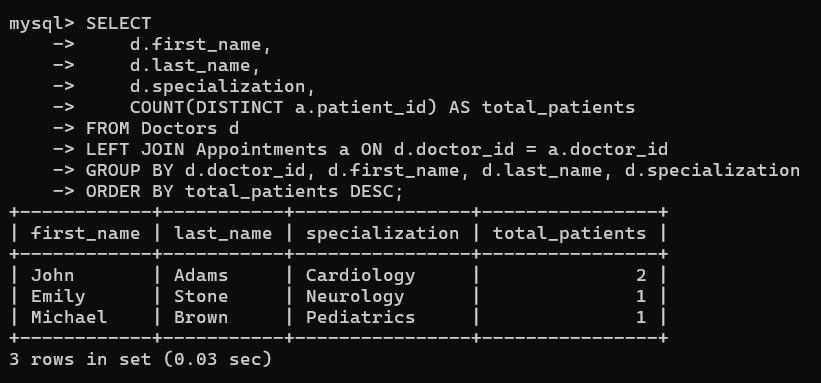 mysql> SELECT
    ->     d.first_name,
    ->     d.last_name,
    ->     d.specialization,
    ->     COUNT(DISTINCT a.patient_id) AS total_patients
    -> FROM Doctors d
    -> LEFT JOIN Appointments a ON d.doctor_id = a.doctor_id
    -> GROUP BY d.doctor_id, d.first_name, d.last_name, d.specialization
    -> ORDER BY total_patients DESC;
+------------+-----------+----------------+----------------+
| first_name | last_name | specialization | total_patients |
+------------+-----------+----------------+----------------+
| John       | Adams     | Cardiology     |              2 |
| Emily      | Stone     | Neurology      |              1 |
| Michael    | Brown     | Pediatrics     |              1 |
+------------+-----------+----------------+----------------+
3 rows in set (0.03 sec)